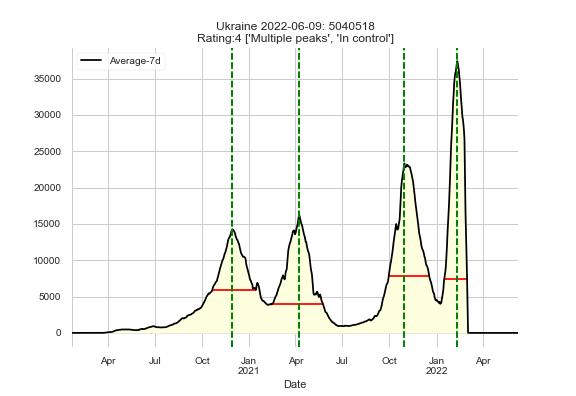 Ukraine 2022-06-09: 5040518
Rating:4 ['Multiple peaks', 'In control']
Average-7d
35000
30000
25000
20000
15000
10000
5000
0
Apr Jul Oct Jan Apr Jul Oct Jan Apr
2021 2022
Date